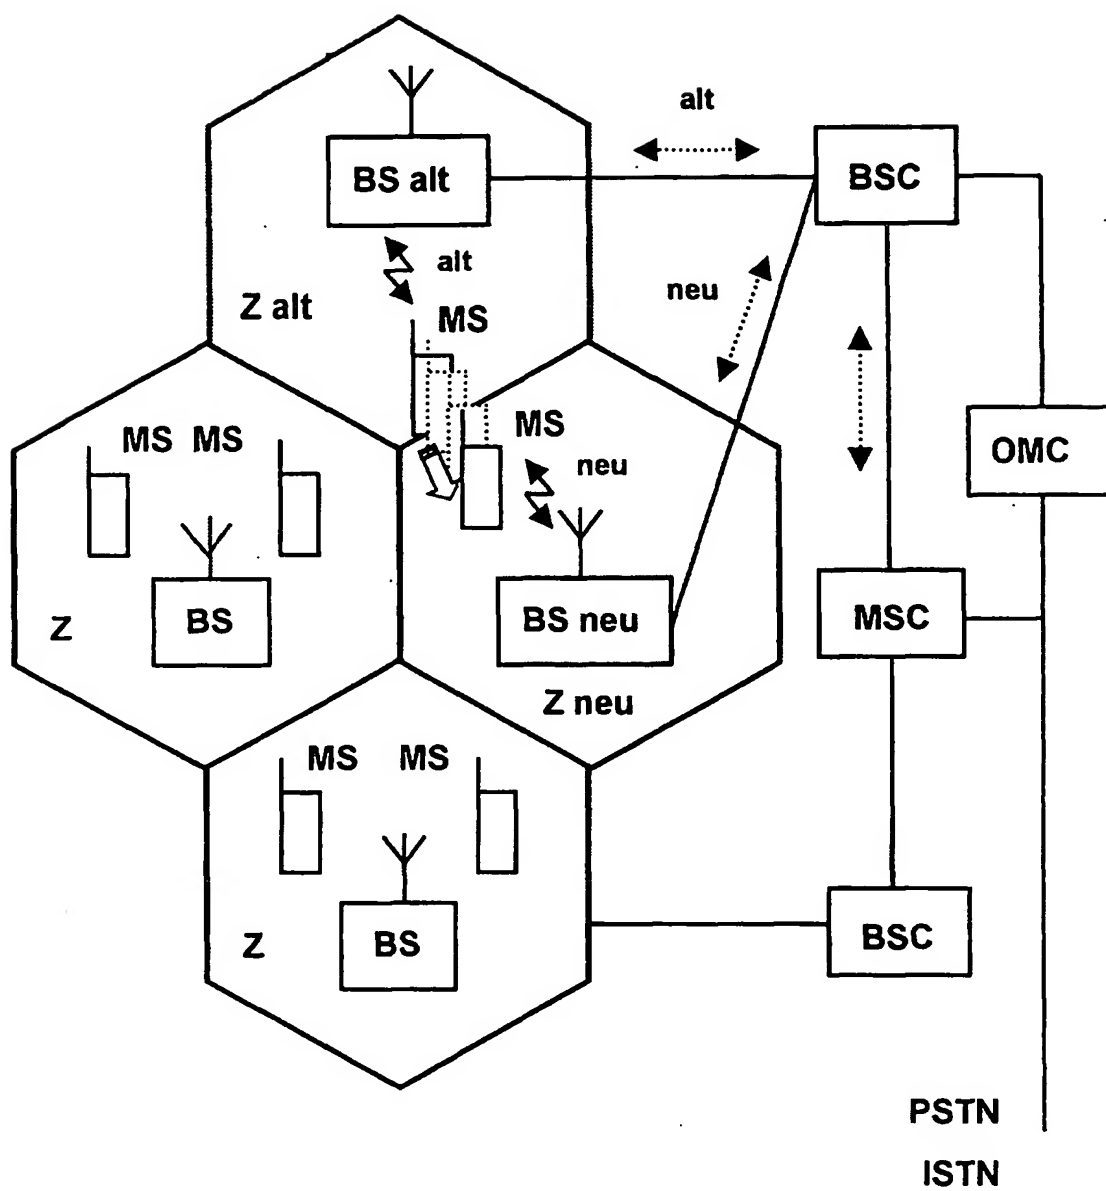 alt
BS alt
BSC
alt
neu
Z alt
MS
MS
neu
MS MS
OMC
Z
BS
BS neu
MSC
Z neu
MS MS
Z
BS
BSC
PSTN
ISTN